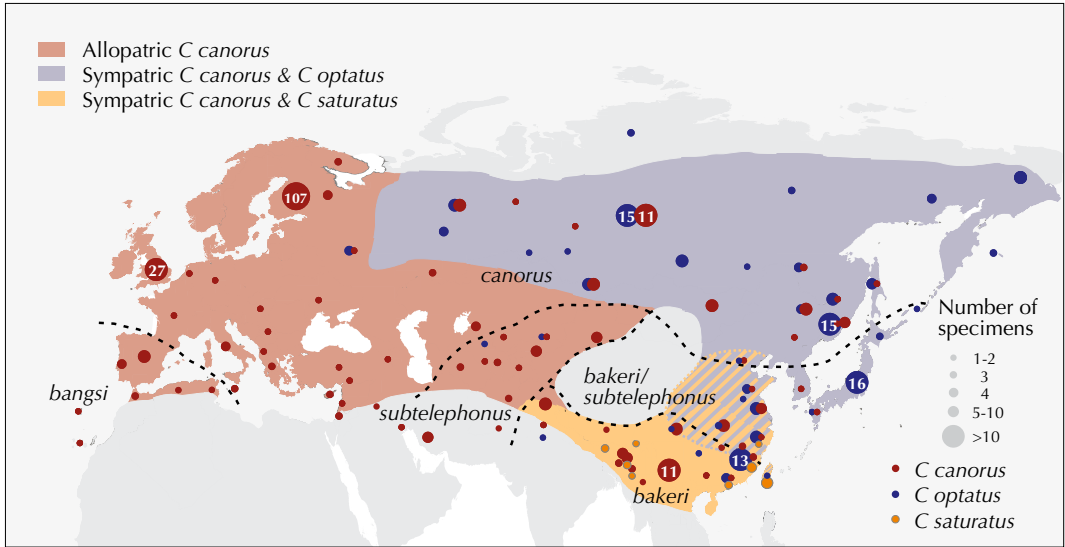 Allopatric C canorus
Sympatric C canorus & C optatus
Sympatric C canorus & C saturatus
107
15 11
27
canorus
Number of
specimens
1-2
3
4
5-10
>10
15
bangsi
subtelephonus
bakeri/
subtelephonus
16
13
11
bakeri
C canorus
C optatus
C saturatus